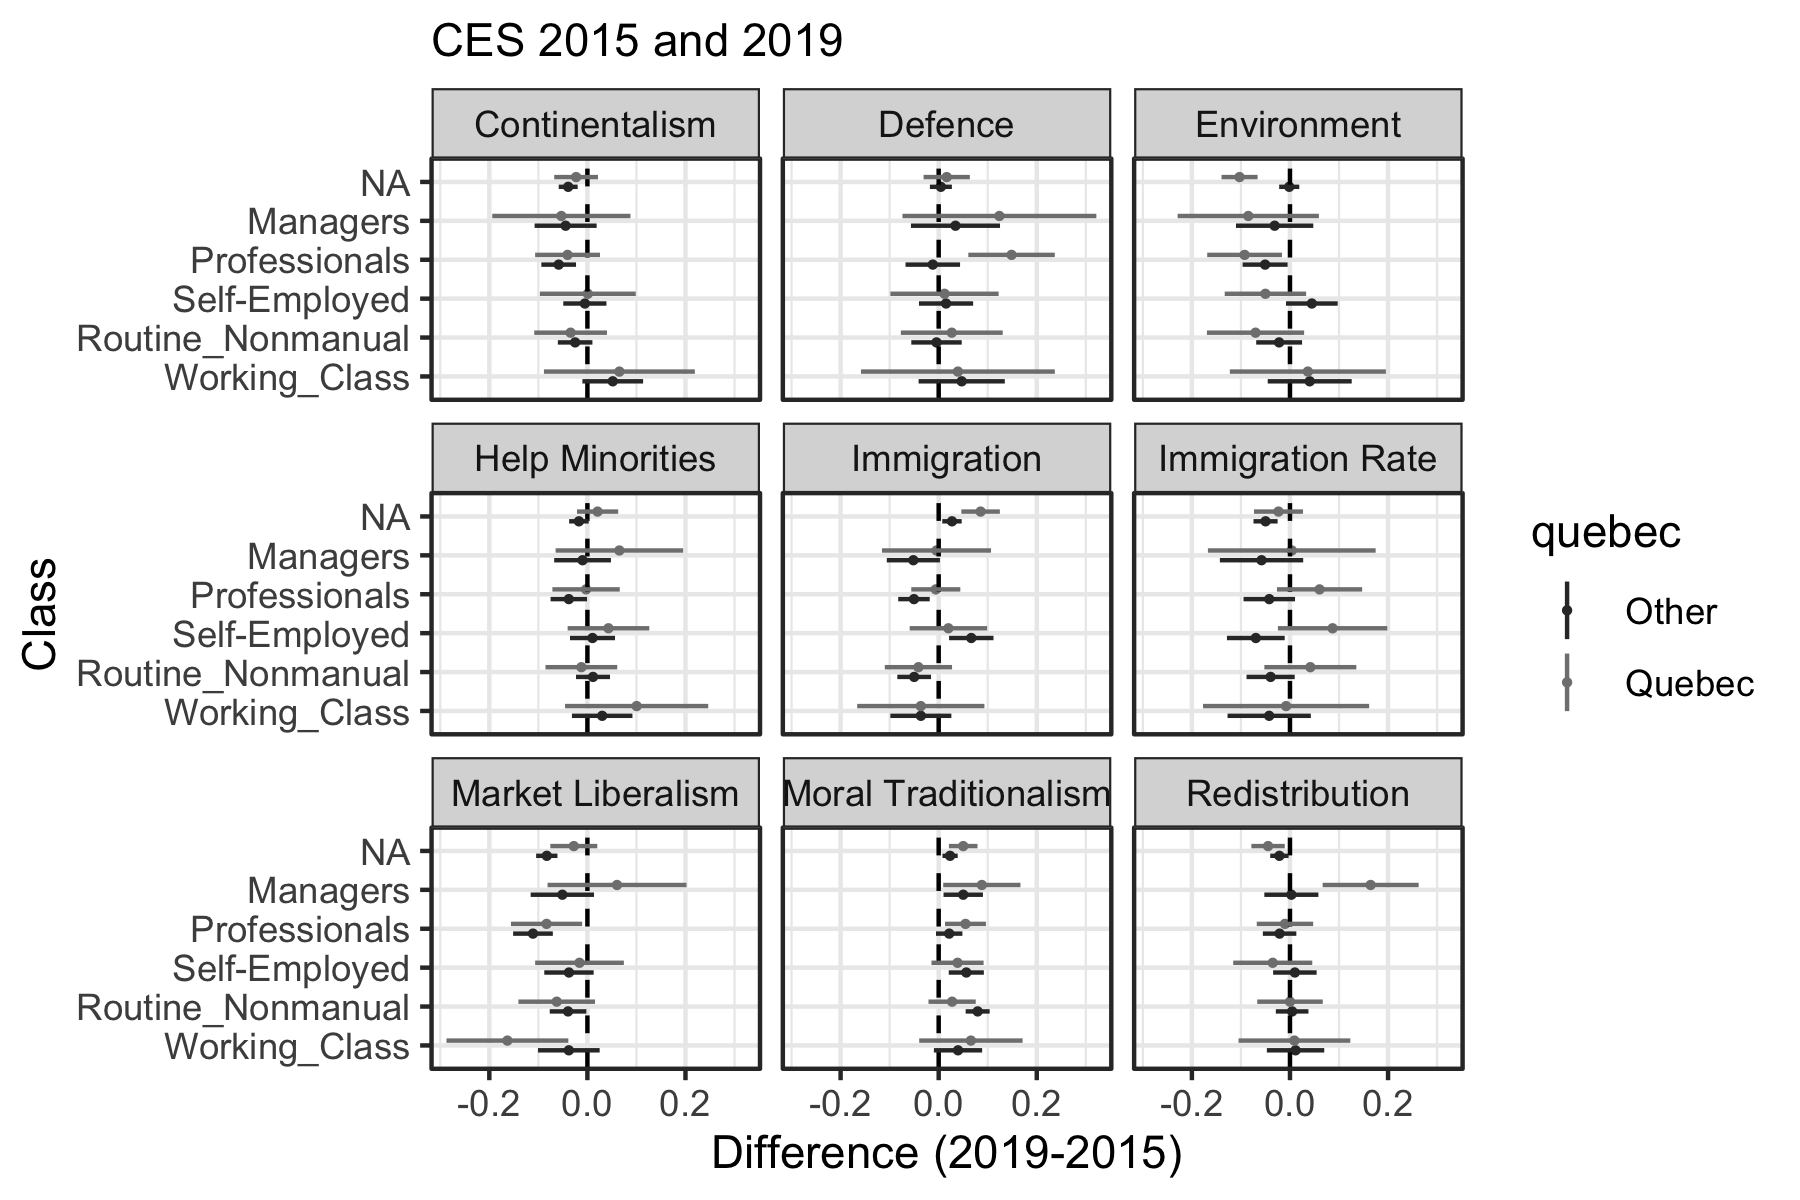 CES 2015 and 2019
Continentalism Defence Environment
NA
Managers
Professionals
Self-Employed
Routine_Nonmanual
Working_Class
Help Minorities Immigration Immigration Rate
NA
Managers
Professionals
Self-Employed
Routine_Nonmanual
Working_Class
Market Liberalism Moral Traditionalism Redistribution
NA
Managers
Professionals
Self-Employed
Routine_Nonmanual
Working_Class
-0.2 0.0 0.2 -0.2 0.0 0.2 -0.2 0.0 0.2
Difference (2019-2015)
Class
quebec
Other
Quebec